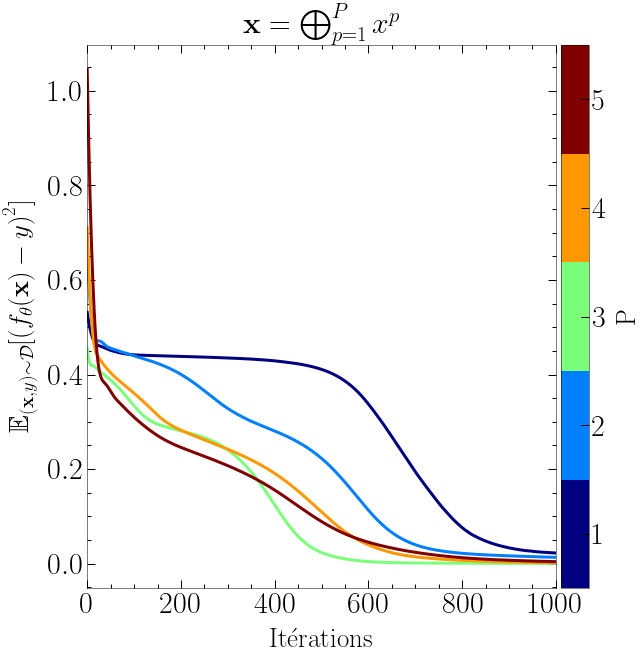 𝐱 = ⨁_{p=1}^{P} x^p
𝔼_{(𝐱,y)∼𝒟}[(f_θ(𝐱) − y)²]
1.0
0.8
0.6
0.4
0.2
0.0
0 200 400 600 800 1000
Itérations
5
4
3
2
1
P